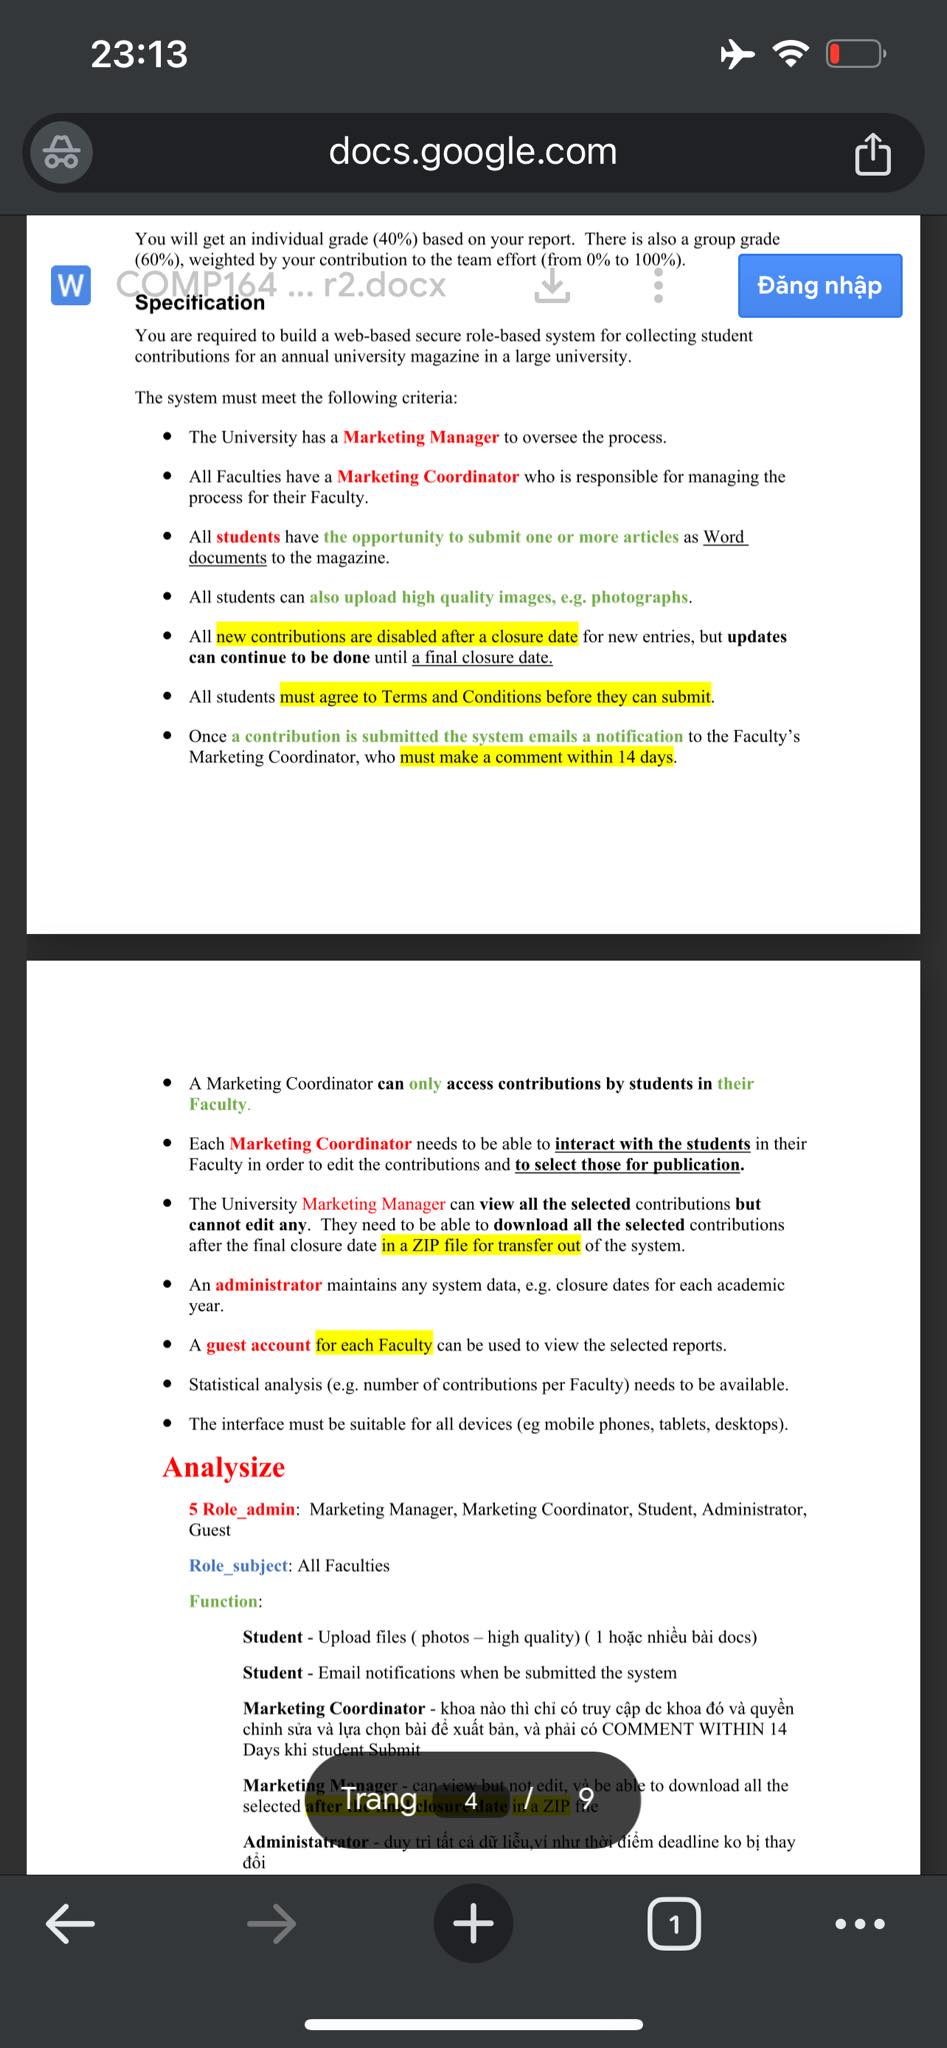 23:13
docs.google.com
You will get an individual grade (40%) based on your report. There is also a group grade
(60%), weighted by your contribution to the team effort (from 0% to 100%).
W COMP164 ... r2.docx
Đăng nhập
Specification
You are required to build a web-based secure role-based system for collecting student
contributions for an annual university magazine in a large university.
The system must meet the following criteria:
• The University has a Marketing Manager to oversee the process.
• All Faculties have a Marketing Coordinator who is responsible for managing the
process for their Faculty.
• All students have the opportunity to submit one or more articles as Word
documents to the magazine.
• All students can also upload high quality images, e.g. photographs.
• All new contributions are disabled after a closure date for new entries, but updates
can continue to be done until a final closure date.
• All students must agree to Terms and Conditions before they can submit.
• Once a contribution is submitted the system emails a notification to the Faculty’s
Marketing Coordinator, who must make a comment within 14 days.
• A Marketing Coordinator can only access contributions by students in their
Faculty.
• Each Marketing Coordinator needs to be able to interact with the students in their
Faculty in order to edit the contributions and to select those for publication.
• The University Marketing Manager can view all the selected contributions but
cannot edit any. They need to be able to download all the selected contributions
after the final closure date in a ZIP file for transfer out of the system.
• An administrator maintains any system data, e.g. closure dates for each academic
year.
• A guest account for each Faculty can be used to view the selected reports.
• Statistical analysis (e.g. number of contributions per Faculty) needs to be available.
• The interface must be suitable for all devices (eg mobile phones, tablets, desktops).
Analysize
5 Role_admin: Marketing Manager, Marketing Coordinator, Student, Administrator,
Guest
Role_subject: All Faculties
Function:
Student - Upload files ( photos – high quality) ( 1 hoặc nhiều bài docs)
Student - Email notifications when be submitted the system
Marketing Coordinator - khoa nào thì chỉ có truy cập dc khoa đó và quyền
chỉnh sửa và lựa chọn bài để xuất bản, và phải có COMMENT WITHIN 14
Days khi student Submit
Marketing Manager - can view but not edit, và be able to download all the
selected after the final closure date in a ZIP file
Trang 4 / 9
Administatrator - duy trì tất cả dữ liễu,ví như thời điểm deadline ko bị thay
đổi
1